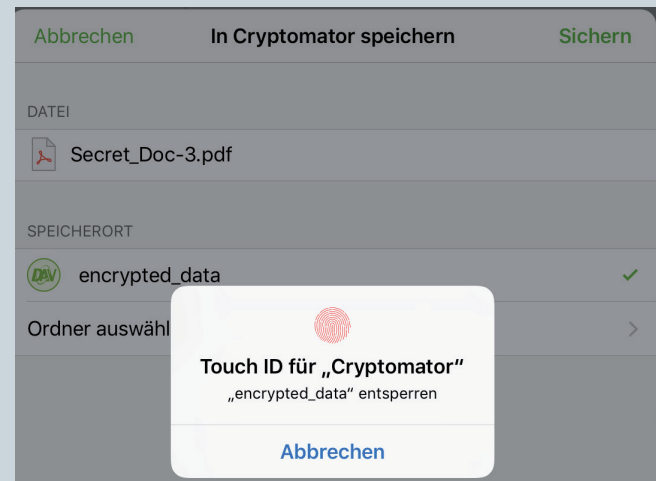 Abbrechen In Cryptomator speichern Sichern
DATEI
Secret_Doc-3.pdf
SPEICHERORT
DAV encrypted_data
Ordner auswähl
Touch ID für „Cryptomator“
„encrypted_data“ entsperren
Abbrechen